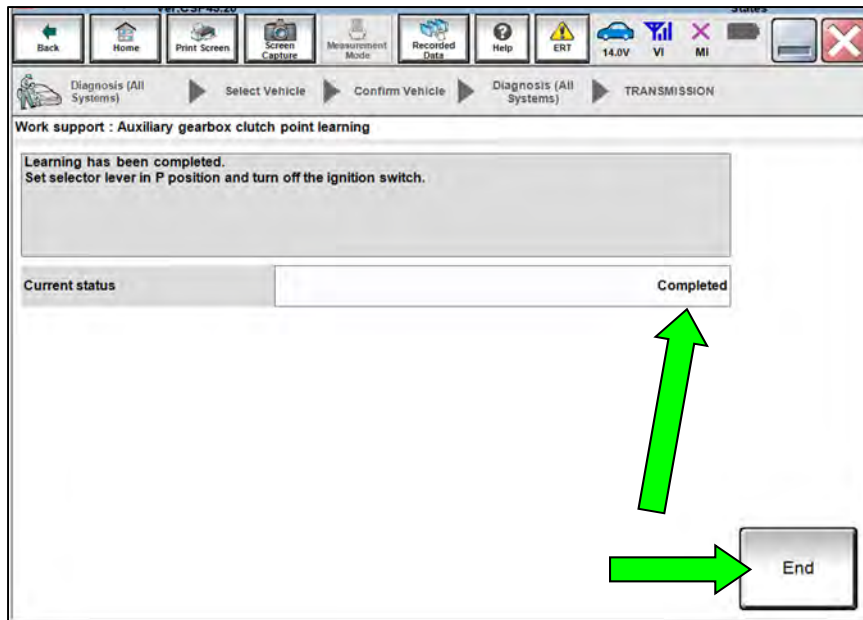 Back
Home
Print Screen
Screen
Capture
Measurement
Mode
Recorded
Data
Help
ERT
14.0V
VI
MI
Diagnosis (All
Systems)
Select Vehicle
Confirm Vehicle
Diagnosis (All
Systems)
TRANSMISSION
Work support : Auxiliary gearbox clutch point learning
Learning has been completed.
Set selector lever in P position and turn off the ignition switch.
Current status
Completed
End